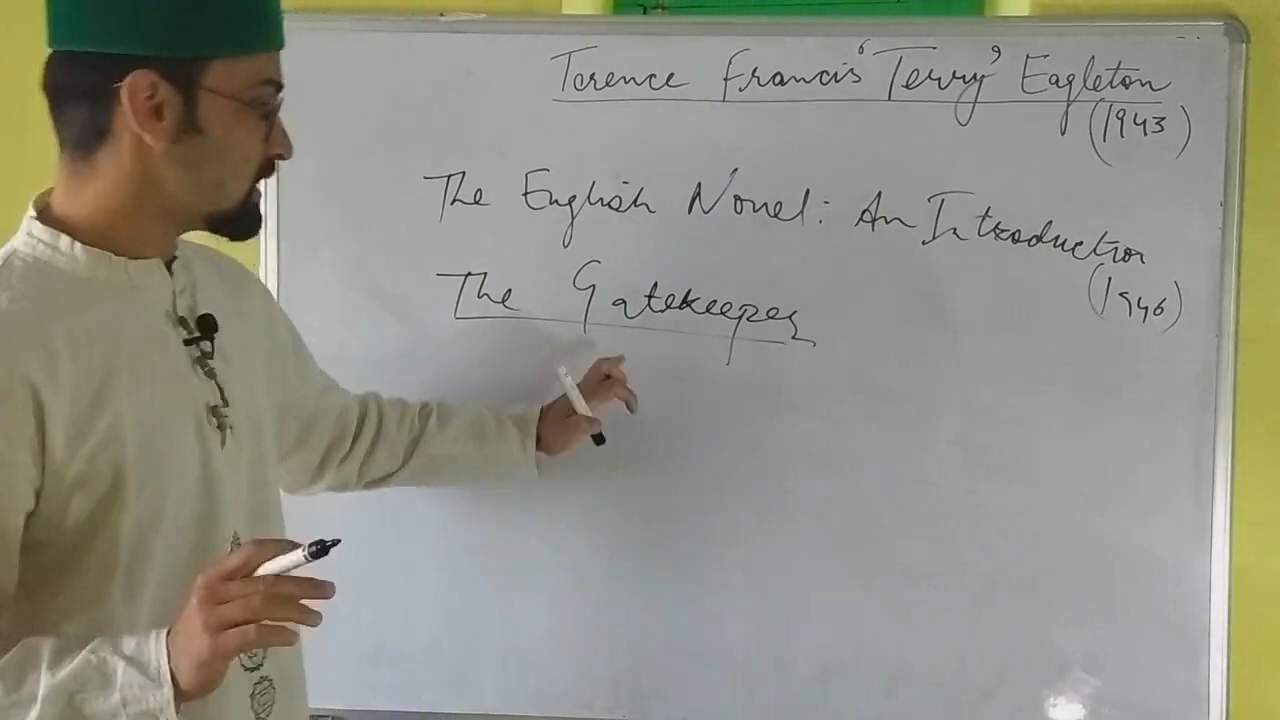 Terence Francis 'Terry' Eagleton
(1943)
The English Novel: An Introduction
(1946)
The Gatekeeper